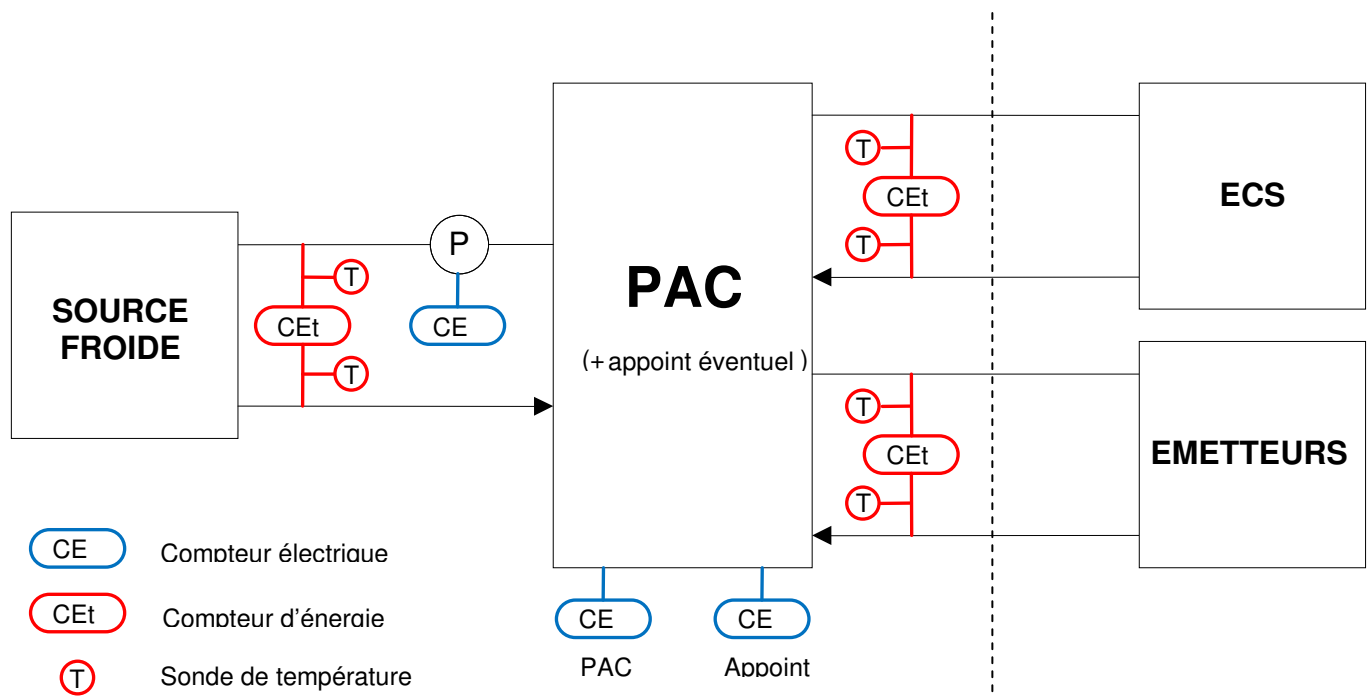 T
CEt
T
ECS
P
T
CEt
CE
T
SOURCE
FROIDE
PAC
(+ appoint éventuel )
T
CEt
T
EMETTEURS
CE Compteur électrique
CEt Compteur d'énergie
T Sonde de température
CE
PAC
CE
Appoint